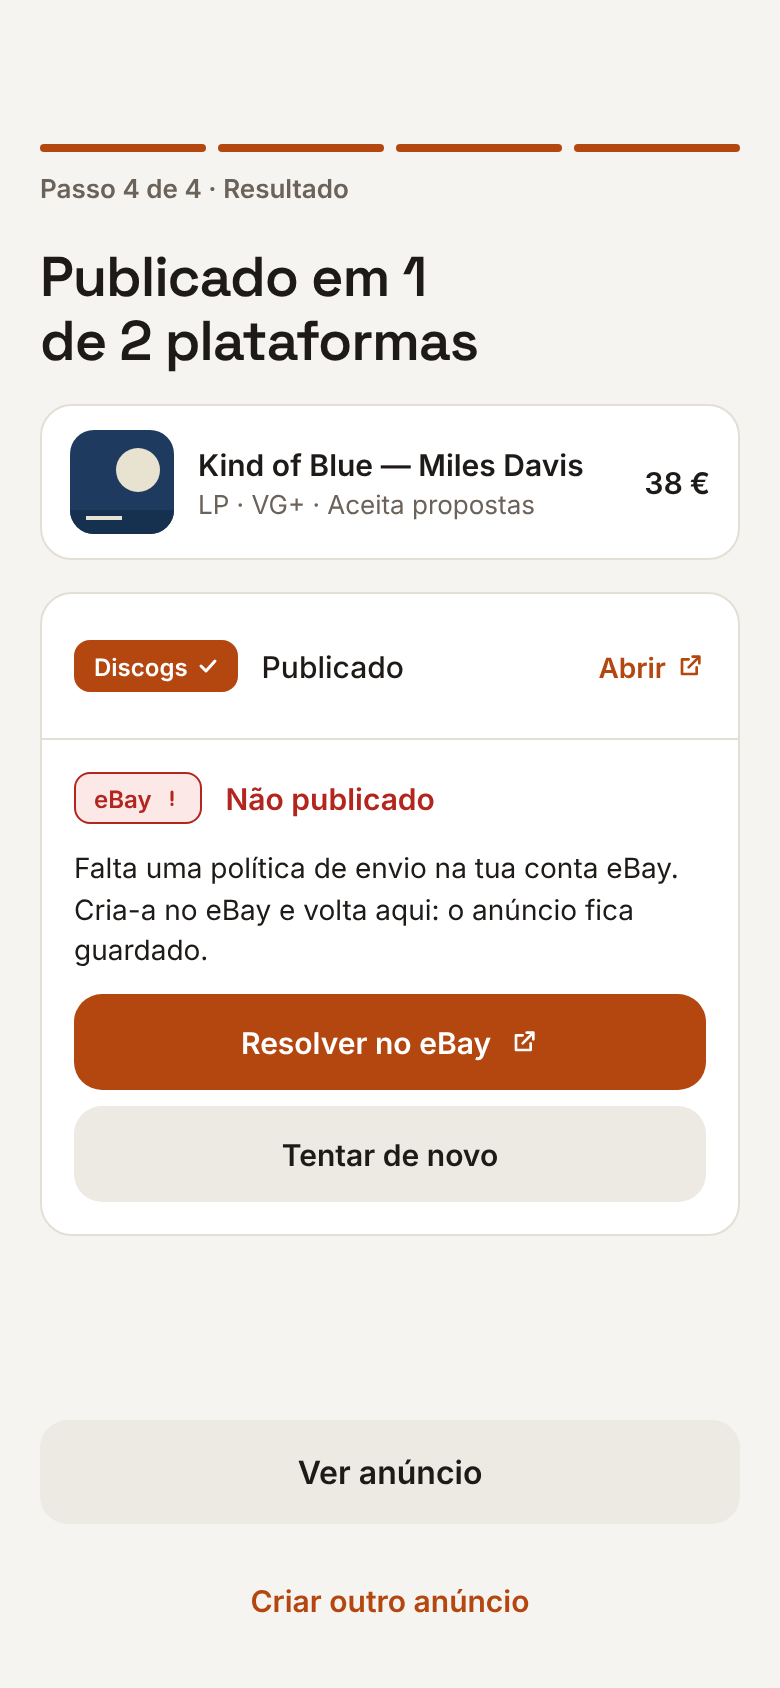 Passo 4 de 4 · Resultado
Publicado em 1
de 2 plataformas
Kind of Blue — Miles Davis
LP · VG+ · Aceita propostas
38 €
Discogs
Publicado
Abrir
eBay !
Não publicado
Falta uma política de envio na tua conta eBay.
Cria-a no eBay e volta aqui: o anúncio fica
guardado.
Resolver no eBay
Tentar de novo
Ver anúncio
Criar outro anúncio